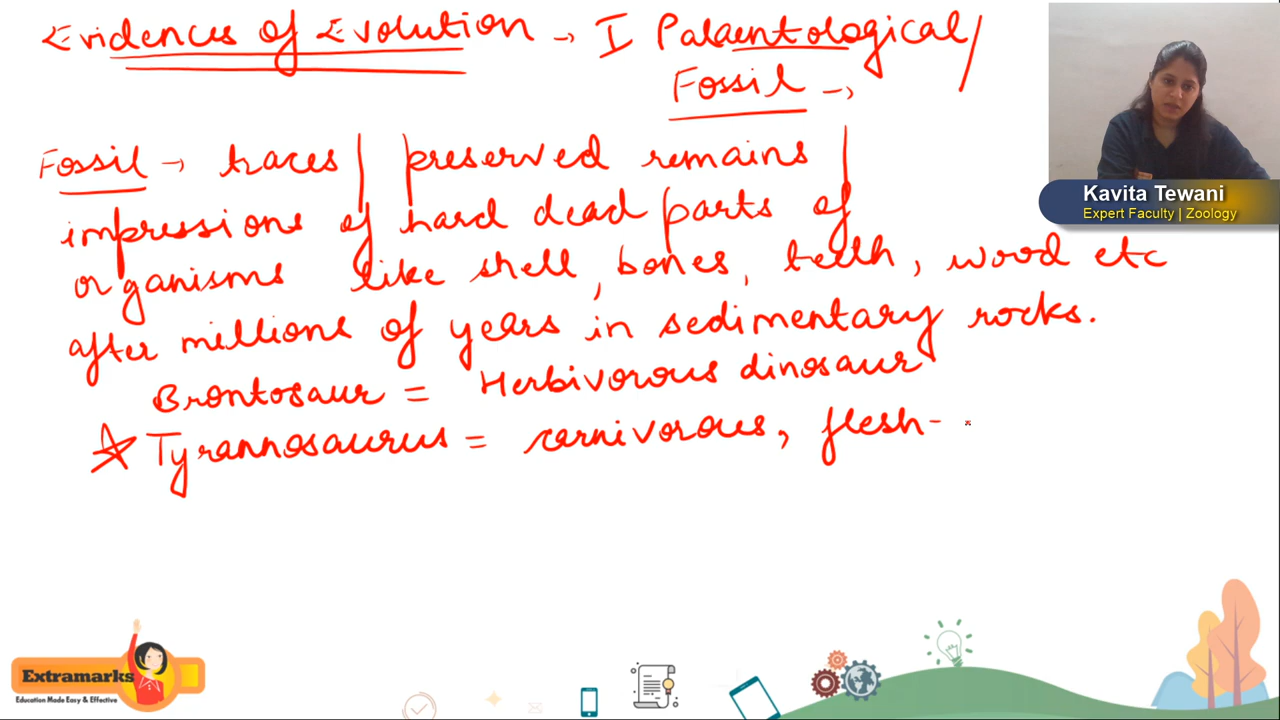 Evidences of Evolution → I Palaentological/
Fossil →
Fossil → traces / preserved remains /
impressions of hard dead parts of
organisms like shell, bones, teeth, wood etc
after millions of years in sedimentary rocks.
Brontosaur = Herbivorous dinosaur
☆ Tyrannosaurus = carnivorous, flesh-
Kavita Tewani
Expert Faculty | Zoology
Extramarks
Education Made Easy & Effective